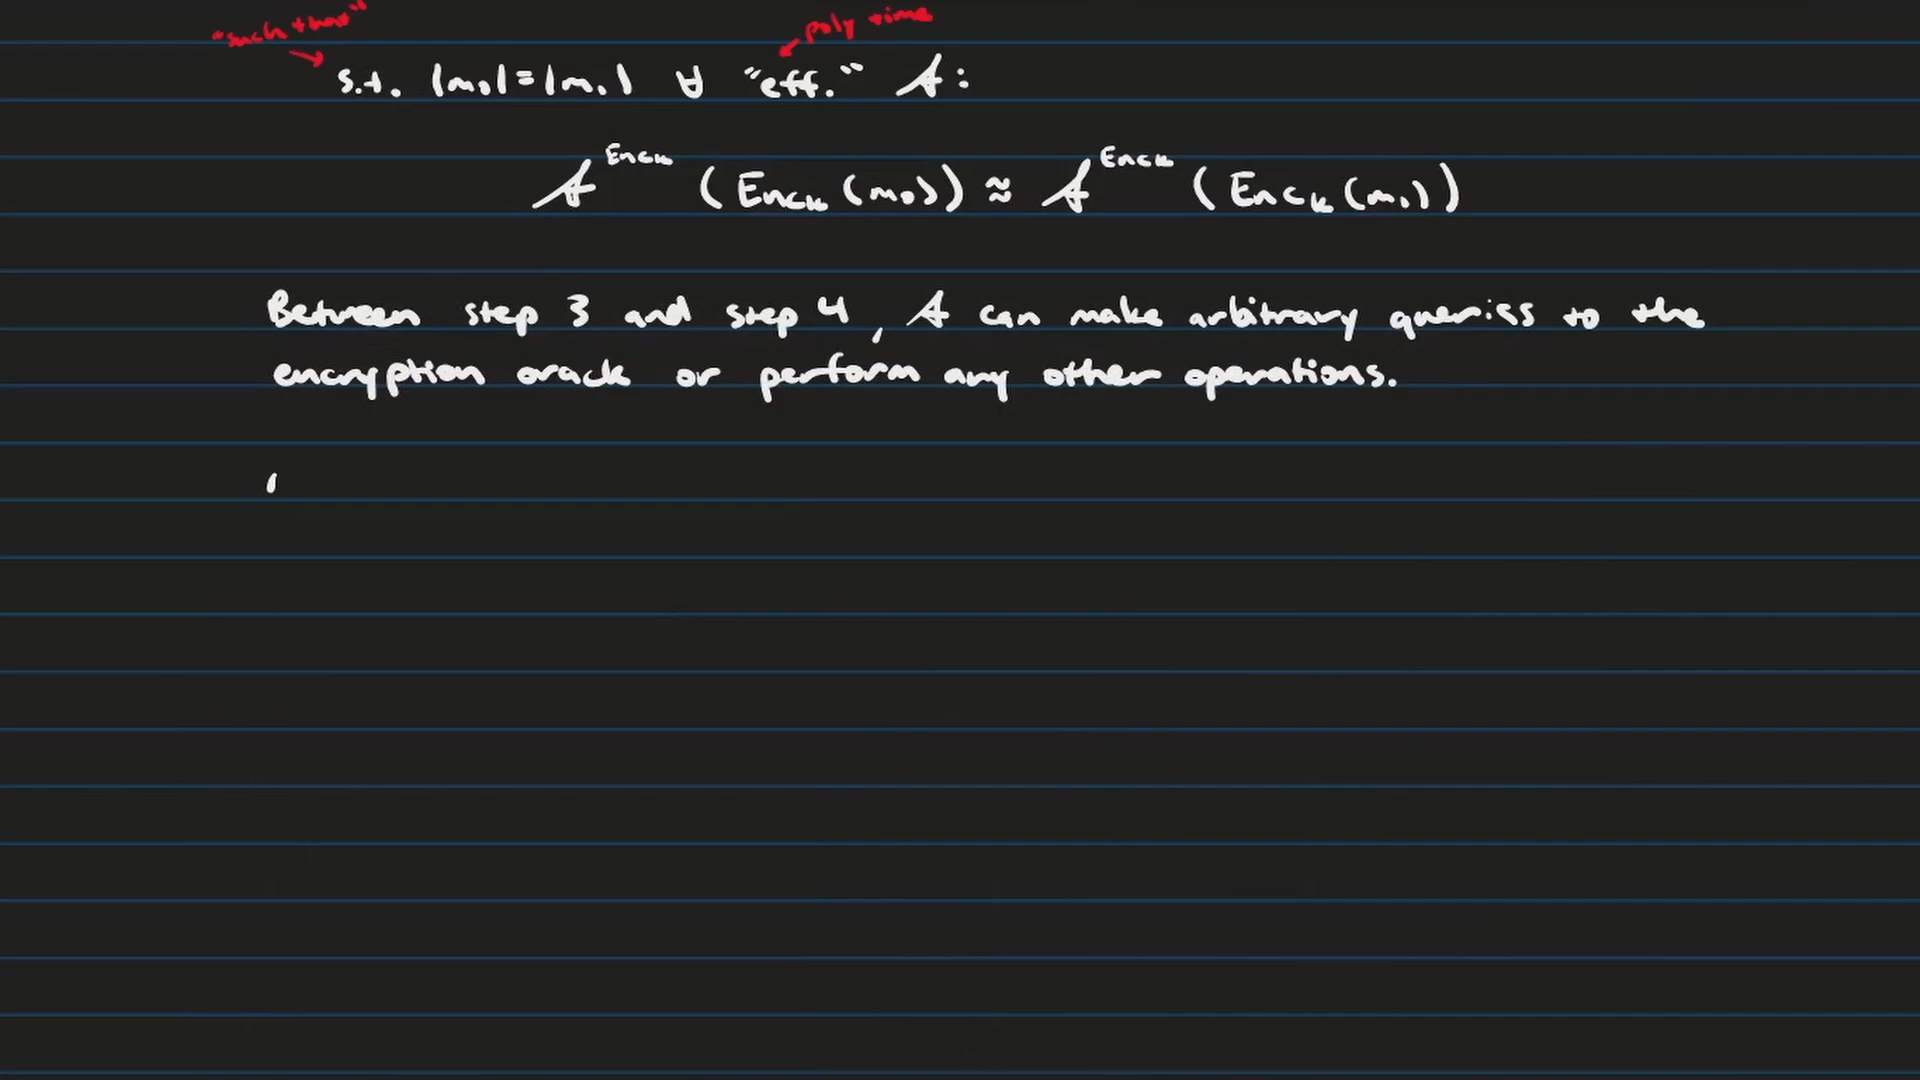 "such that"
poly time
s.t. |m₀| = |m₁| ∀ "eff." A:
A^Enck (Enck(m₀)) ≈ A^Enck (Enck(m₁))
Between step 3 and step 4, A can make arbitrary queries to the
encryption oracle or perform any other operations.